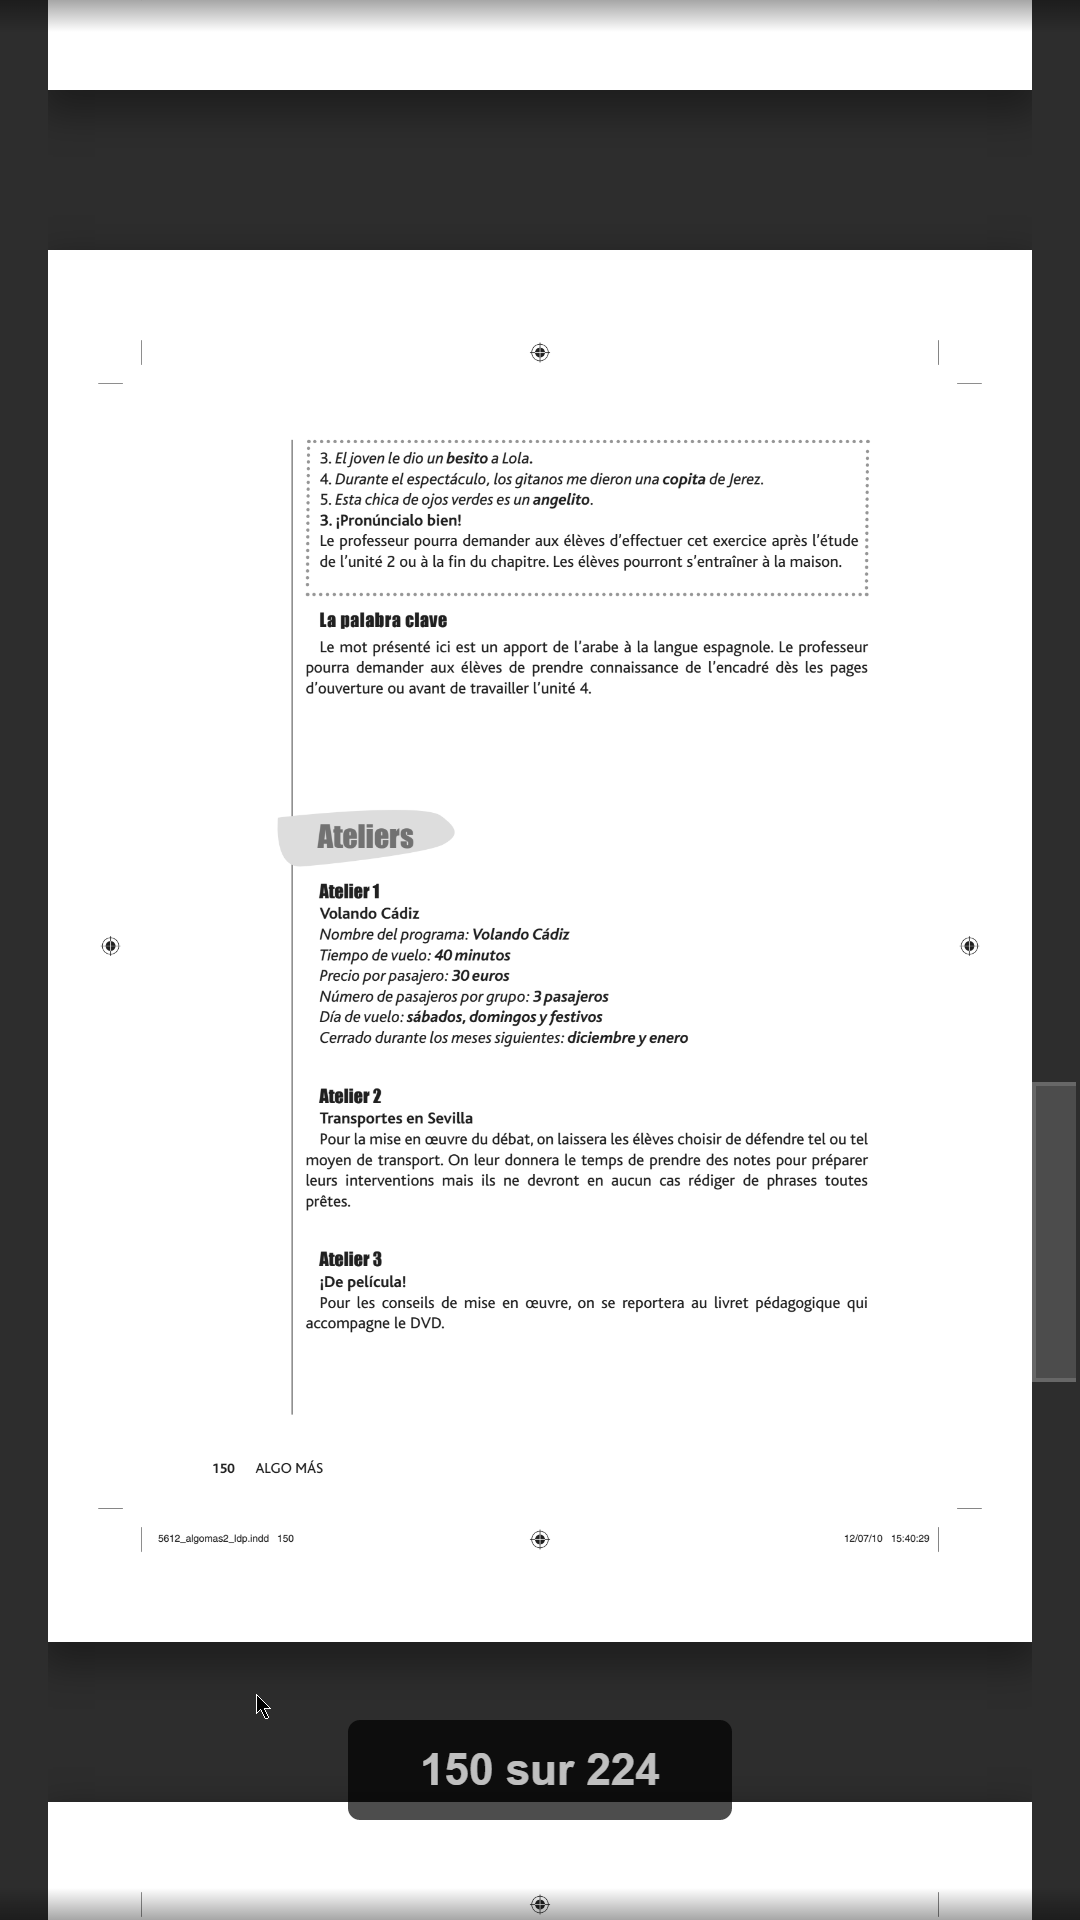 3. El joven le dio un besito a Lola.
4. Durante el espectáculo, los gitanos me dieron una copita de Jerez.
5. Esta chica de ojos verdes es un angelito.
3. ¡Pronúncialo bien!
Le professeur pourra demander aux élèves d’effectuer cet exercice après l’étude
de l’unité 2 ou à la fin du chapitre. Les élèves pourront s’entraîner à la maison.
La palabra clave
Le mot présenté ici est un apport de l’arabe à la langue espagnole. Le professeur
pourra demander aux élèves de prendre connaissance de l’encadré dès les pages
d’ouverture ou avant de travailler l’unité 4.
Ateliers
Atelier 1
Volando Cádiz
Nombre del programa: Volando Cádiz
Tiempo de vuelo: 40 minutos
Precio por pasajero: 30 euros
Número de pasajeros por grupo: 3 pasajeros
Día de vuelo: sábados, domingos y festivos
Cerrado durante los meses siguientes: diciembre y enero
Atelier 2
Transportes en Sevilla
Pour la mise en œuvre du débat, on laissera les élèves choisir de défendre tel ou tel
moyen de transport. On leur donnera le temps de prendre des notes pour préparer
leurs interventions mais ils ne devront en aucun cas rédiger de phrases toutes
prêtes.
Atelier 3
¡De película!
Pour les conseils de mise en œuvre, on se reportera au livret pédagogique qui
accompagne le DVD.
150 ALGO MÁS
5612_algomas2_ldp.indd 150 12/07/10 15:40:29
150 sur 224